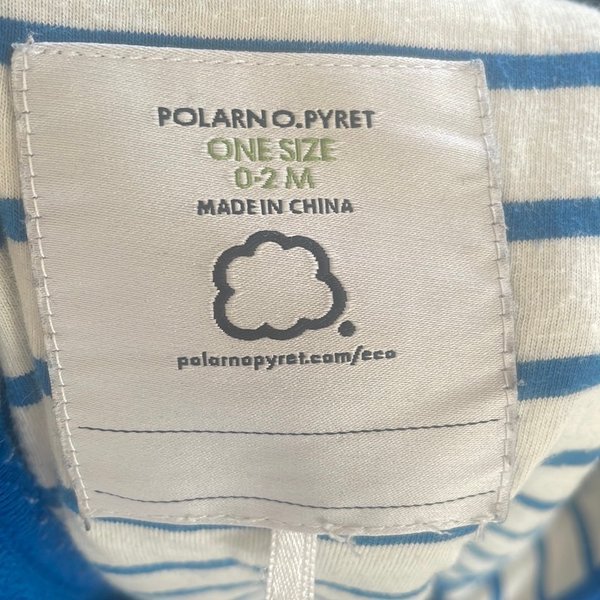 POLARN O. PYRET
ONE SIZE
0-2 M
MADE IN CHINA
polarnopyret.com/eco